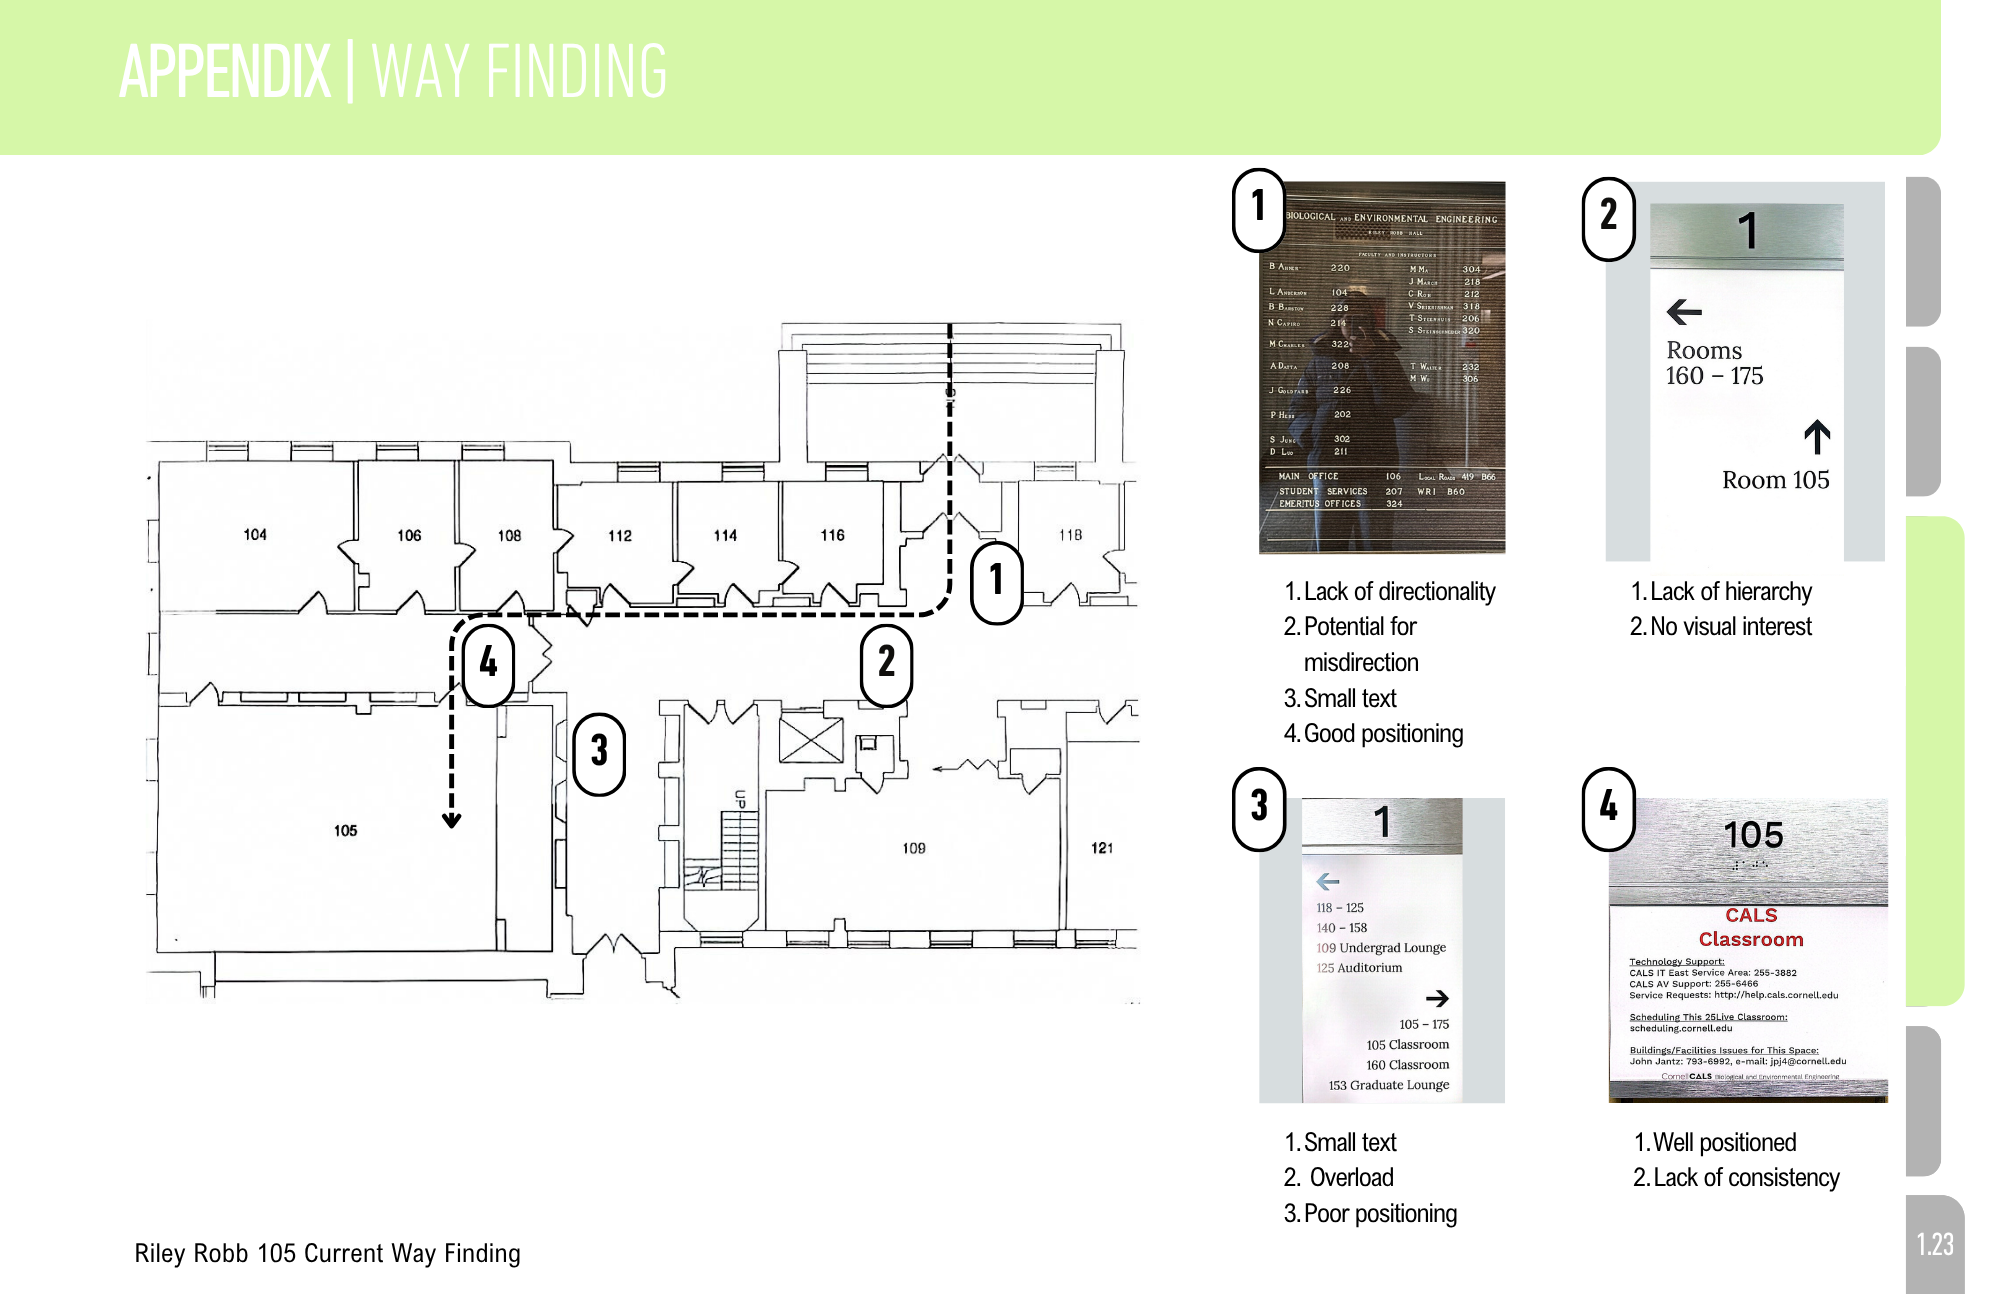 APPENDIX | WAY FINDING
104
106
108
112
114
116
118
105
109
121
UP
1
2
3
4
Riley Robb 105 Current Way Finding
1
BIOLOGICAL AND ENVIRONMENTAL ENGINEERING
RILEY ROBB HALL
FACULTY AND INSTRUCTORS
220
L ANDERSON 104
B BARSTOW 228
214
M CHARLES 322
A DATTA 208
J GOLDFARB 226
P HESS 202
S JUNG 302
D LUO 211
M MA 304
J MARCH 218
212
318
T STEENHUIS 206
320
T WALTER 232
M WU 306
MAIN OFFICE 106 LOCAL ROADS 419 B66
STUDENT SERVICES 207 WRI B60
EMERITUS OFFICES 324
1. Lack of directionality
2. Potential for
misdirection
3. Small text
4. Good positioning
2
1
←
Rooms
160 – 175
↑
Room 105
1. Lack of hierarchy
2. No visual interest
3
1
←
118 – 125
140 – 158
109 Undergrad Lounge
125 Auditorium
→
105 – 175
105 Classroom
160 Classroom
153 Graduate Lounge
1. Small text
2. Overload
3. Poor positioning
4
105
CALS
Classroom
Technology Support:
CALS IT East Service Area: 255-3882
CALS AV Support: 255-6466
Service Requests: http://help.cals.cornell.edu
Scheduling This 25Live Classroom:
scheduling.cornell.edu
Buildings/Facilities Issues for This Space:
John Jantz: 793-6992, e-mail: jpj4@cornell.edu
CornellCALS Biological and Environmental Engineering
1. Well positioned
2. Lack of consistency
1.23